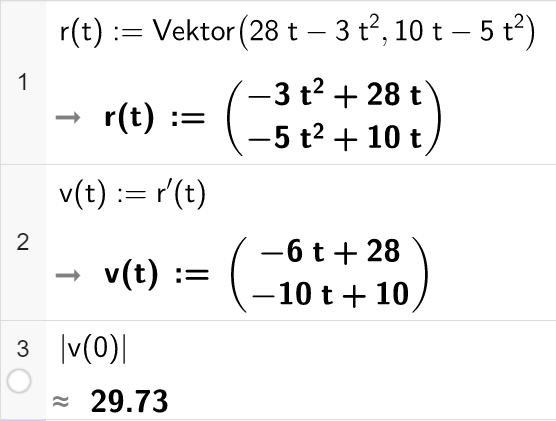 1
r(t) := Vektor(28 t − 3 t², 10 t − 5 t²)
→ r(t) := (−3 t² + 28 t
−5 t² + 10 t)
2
v(t) := r′(t)
→ v(t) := (−6 t + 28
−10 t + 10)
3
|v(0)|
≈ 29.73